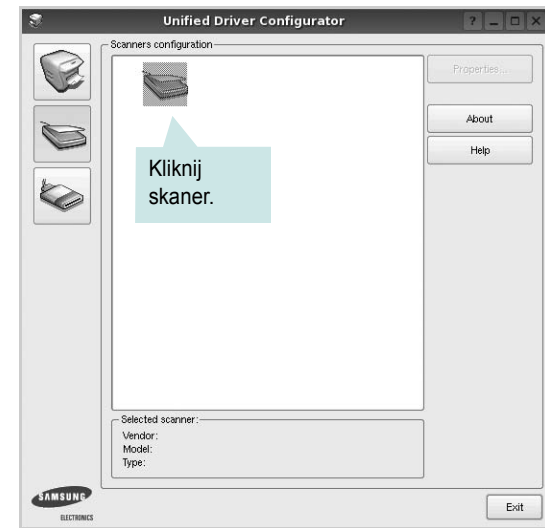 Unified Driver Configurator
Scanners configuration
Properties...
About
Help
Kliknij
skaner.
Selected scanner:
Vendor:
Model:
Type:
SAMSUNG
ELECTRONICS
Exit